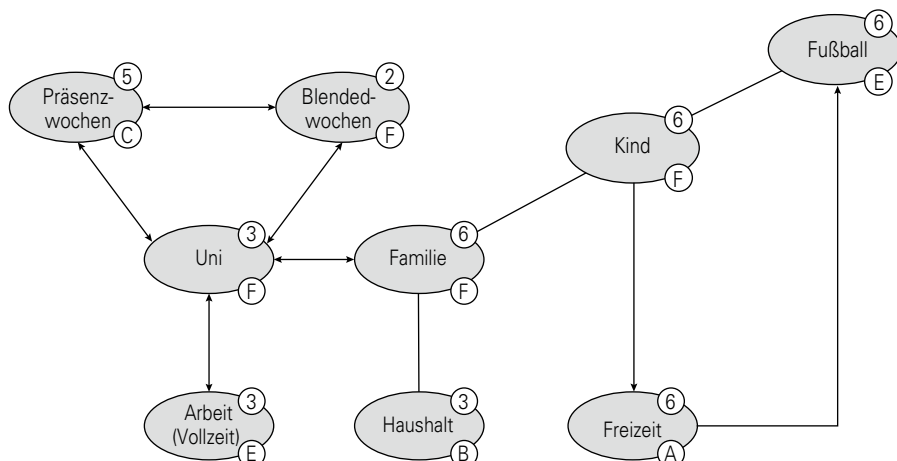 6
Fußball
E
5
Präsenz-
wochen
C
2
Blended-
wochen
F
6
Kind
F
3
Uni
F
6
Familie
F
3
Arbeit
(Vollzeit)
E
3
Haushalt
B
6
Freizeit
A